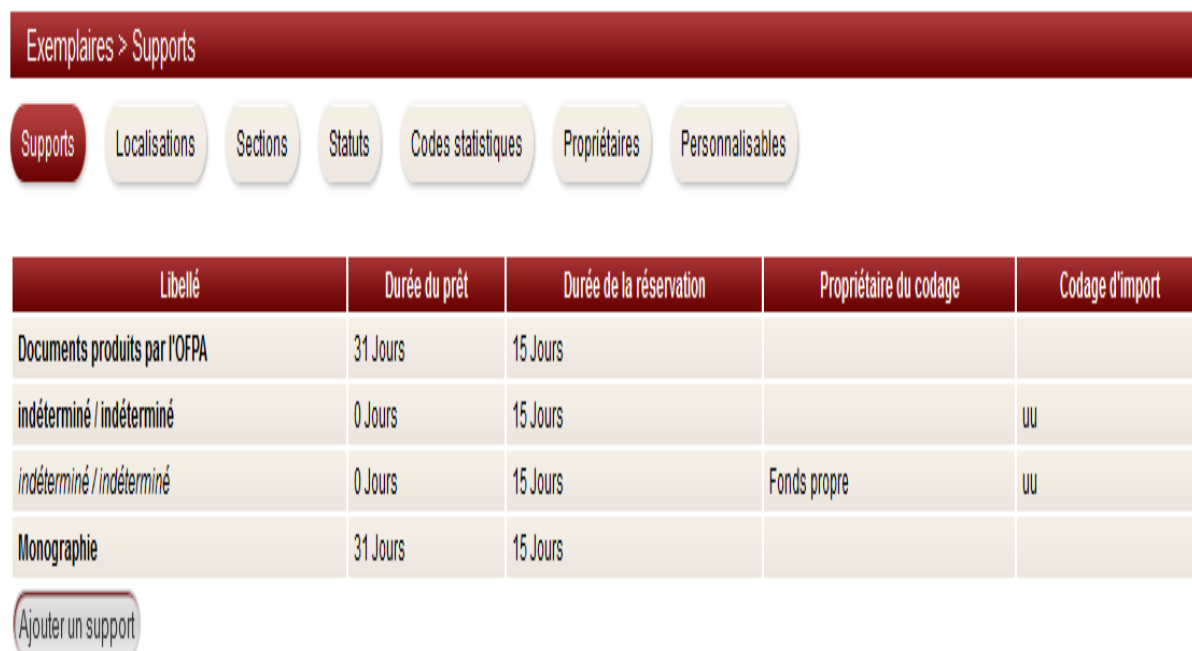 Exemplaires > Supports
Supports Localisations Sections Statuts Codes statistiques Propriétaires Personnalisables
Libellé Durée du prêt Durée de la réservation Propriétaire du codage Codage d'import
Documents produits par l'OFPA 31 Jours 15 Jours
indéterminé / indéterminé 0 Jours 15 Jours uu
indéterminé / indéterminé 0 Jours 15 Jours Fonds propre uu
Monographie 31 Jours 15 Jours
Ajouter un support